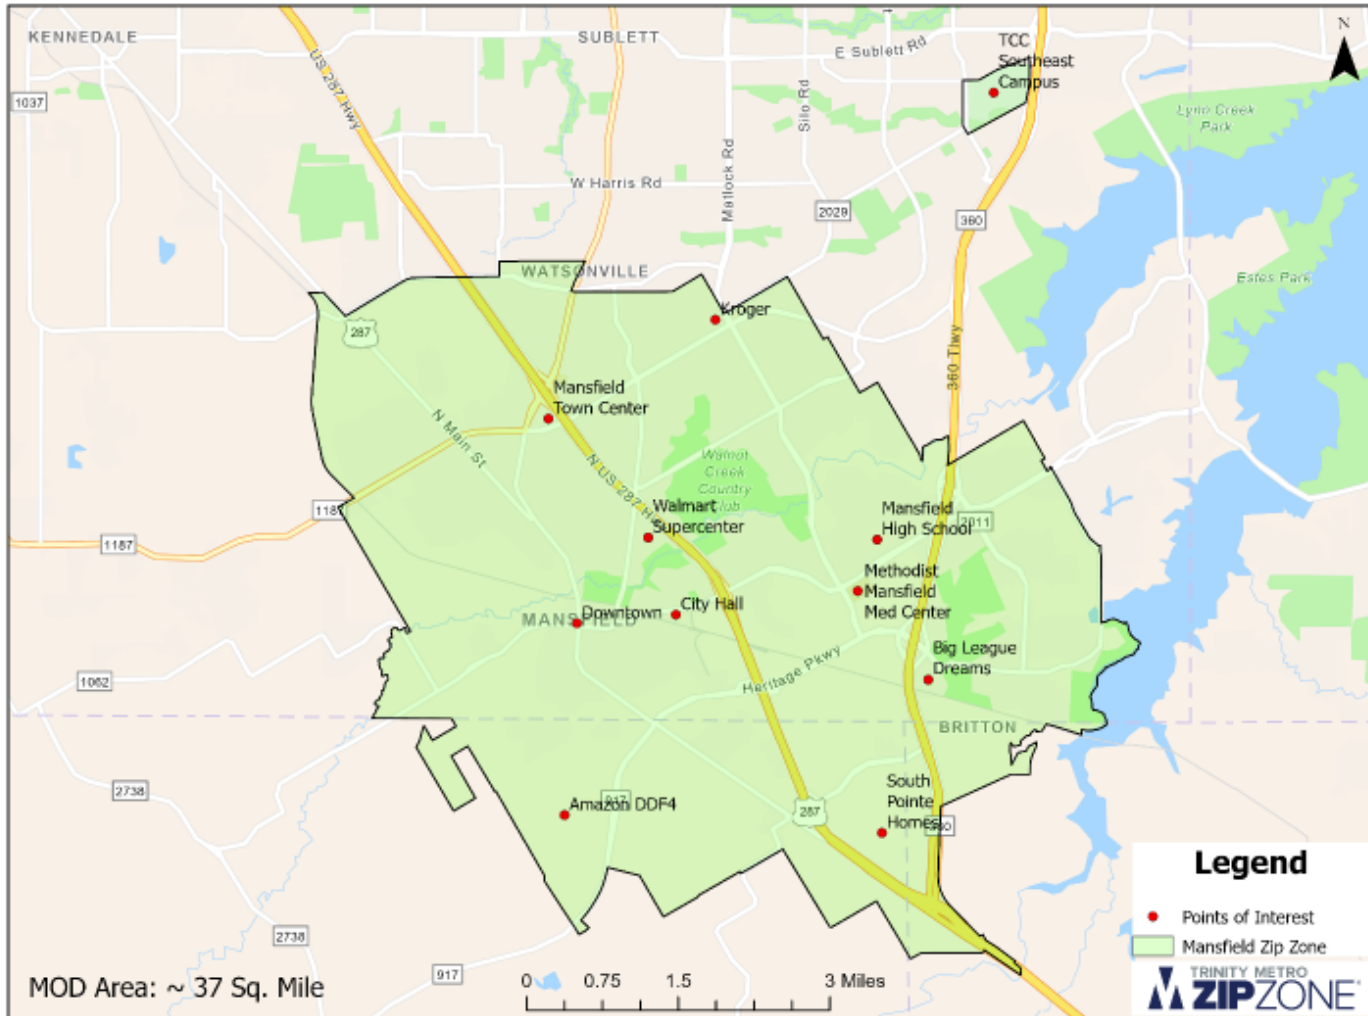 KENNEDALE
SUBLETT
E Sublett Rd
TCC
Southeast
Campus
N
US 287 Hwy
1037
Silo Rd
Lynn Creek
Park
Matlock Rd
W Harris Rd
2029
360
WATSONVILLE
Estes Park
287
Kroger
360 Hwy
Mansfield
Town Center
N Main St
Walnut
Creek
Country
Club
N US 287 Hwy
Walmart
Supercenter
Mansfield
High School
2011
1187
1187
Methodist
Mansfield
Med Center
City Hall
Downtown
MANSFIELD
Big League
Dreams
Heritage Pkwy
1062
BRITTON
2738
South
Pointe
Homes
Amazon DDF4
917
287
360
2738
917
Legend
Points of Interest
Mansfield Zip Zone
MOD Area: ~ 37 Sq. Mile
0 0.75 1.5 3 Miles
TRINITY METRO
ZIPZONE